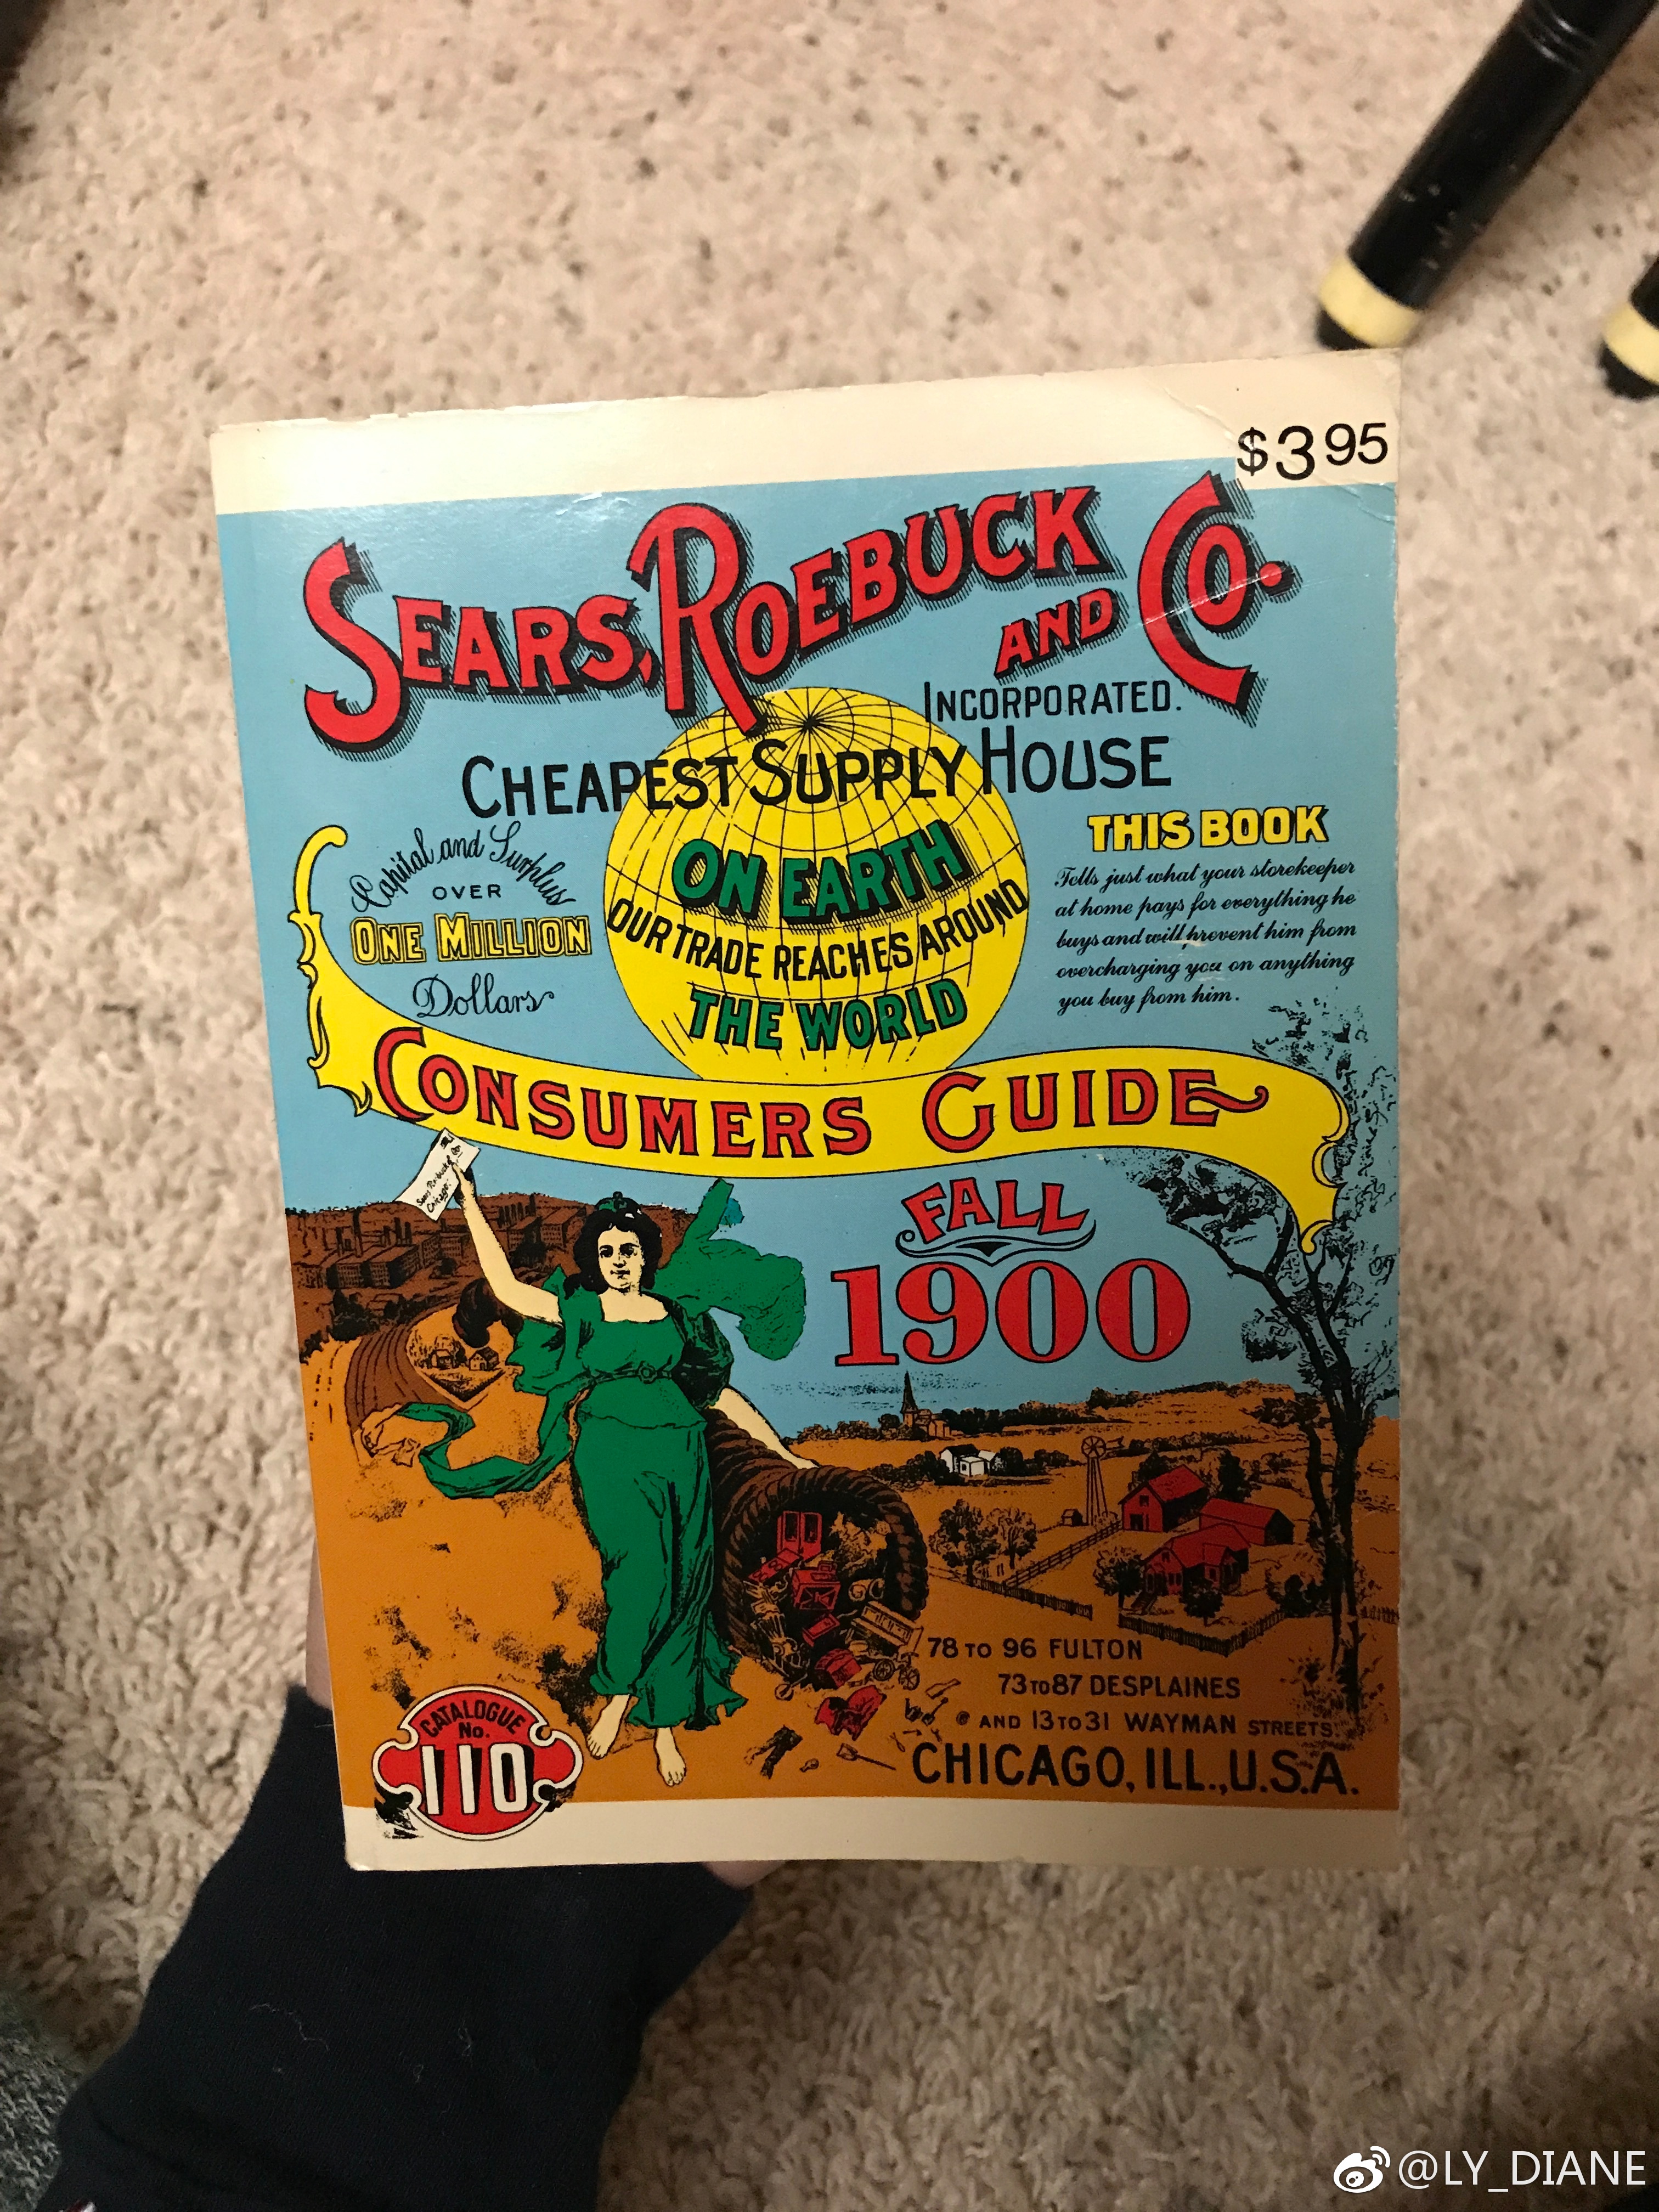 $3.95
SEARS, ROEBUCK AND CO.
INCORPORATED.
CHEAPEST SUPPLY HOUSE
ON EARTH
OUR TRADE REACHES AROUND
THE WORLD
Capital and Surplus
OVER
ONE MILLION
Dollars
THIS BOOK
Tells just what your storekeeper
at home pays for everything he
buys and will prevent him from
overcharging you on anything
you buy from him.
CONSUMERS GUIDE
Sears Roebuck & Co
Chicago.
FALL
1900
78 TO 96 FULTON
73 TO 87 DESPLAINES
AND 13 TO 31 WAYMAN STREETS.
CHICAGO, ILL., U.S.A.
CATALOGUE
No.
110
@LY_DIANE